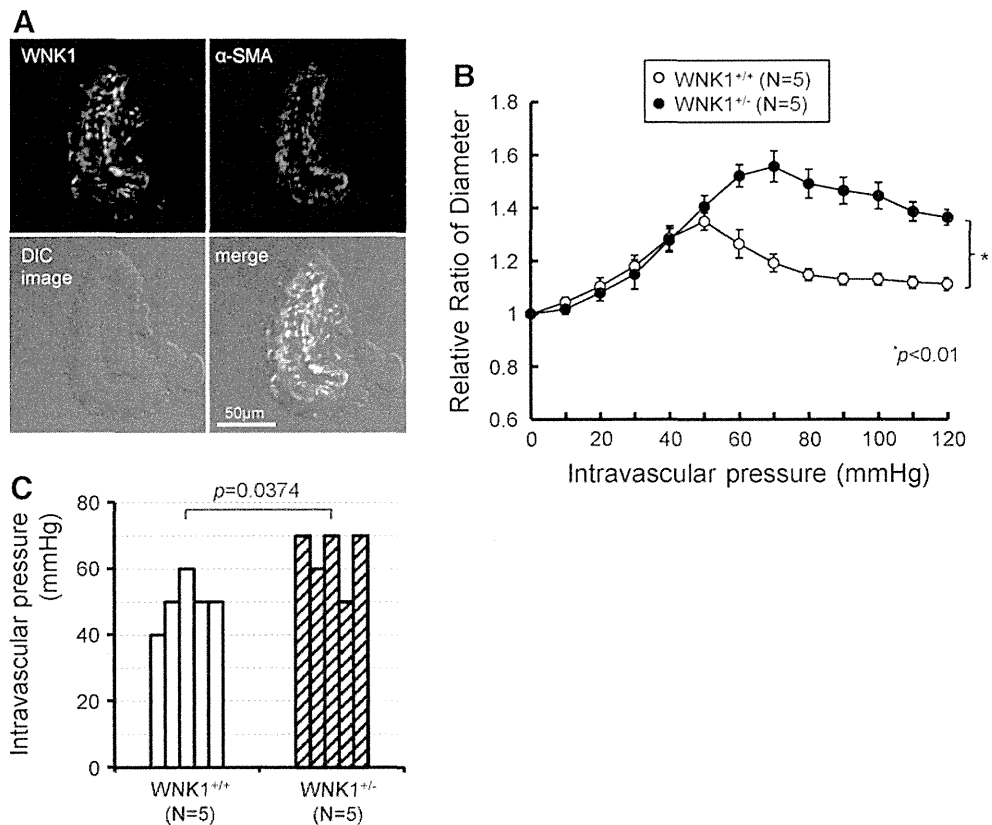 A
WNK1
α-SMA
DIC
image
merge
50μm
B
WNK1+/+ (N=5)
WNK1+/- (N=5)
Relative Ratio of Diameter
1.8
1.6
1.4
1.2
1
0.8
0.6
*
*p<0.01
0 20 40 60 80 100 120
Intravascular pressure (mmHg)
C
p=0.0374
Intravascular pressure
(mmHg)
80
60
40
20
0
WNK1+/+
(N=5)
WNK1+/-
(N=5)